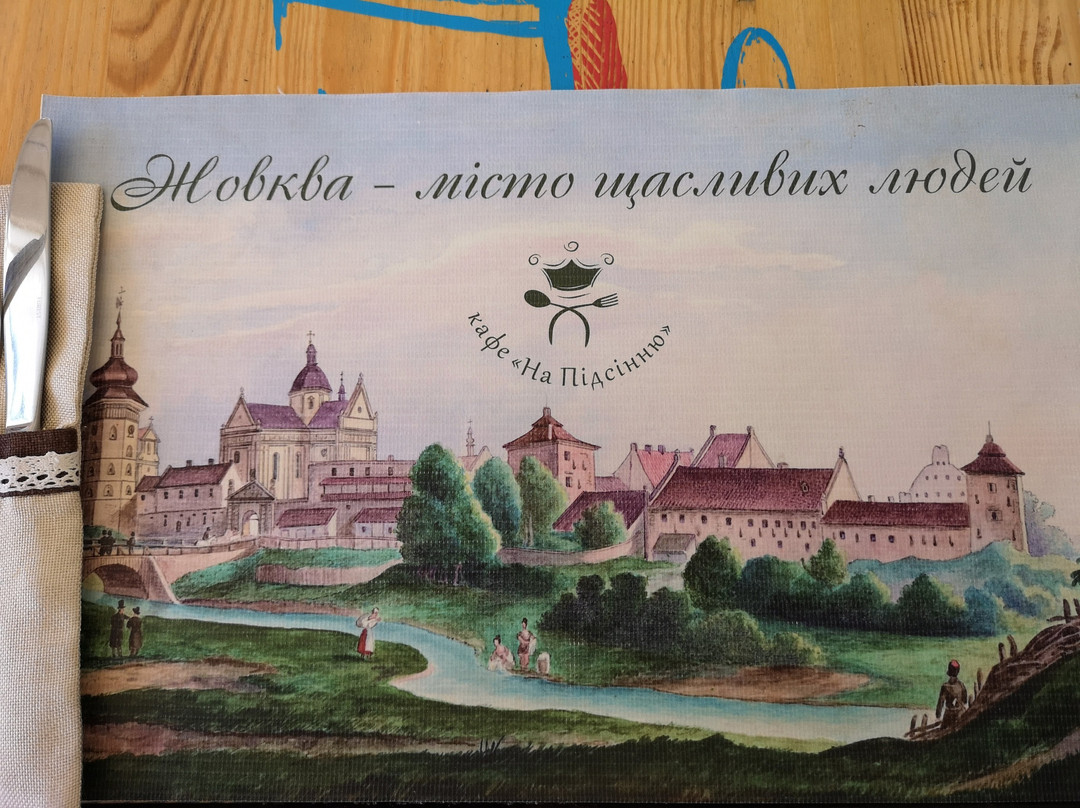 Жовква – місто щасливих людей
кафе «На Підсінню»